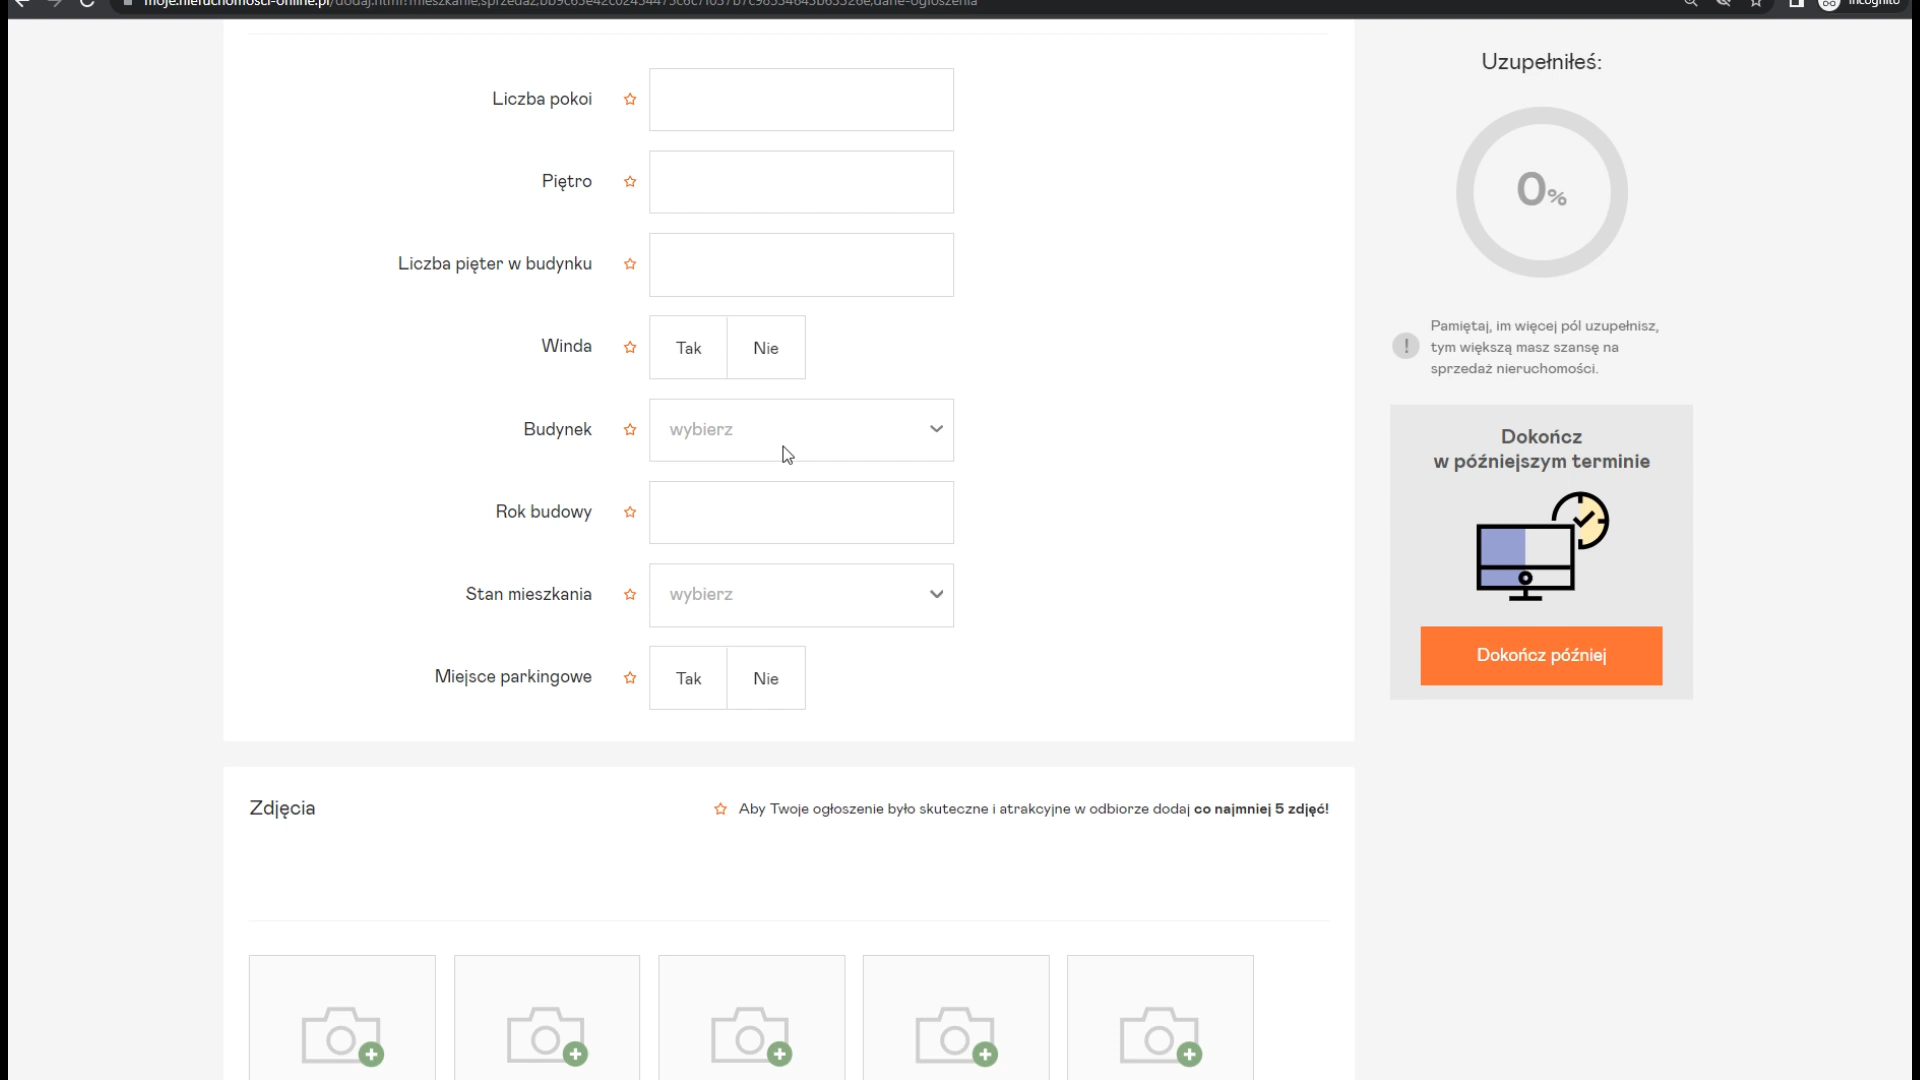 Liczba pokoi
Piętro
Liczba pięter w budynku
Winda
Tak
Nie
Budynek
wybierz
Rok budowy
Stan mieszkania
wybierz
Miejsce parkingowe
Tak
Nie
Uzupełniłeś:
0%
! Pamiętaj, im więcej pól uzupełnisz,
tym większą masz szansę na
sprzedaż nieruchomości.
Dokończ
w późniejszym terminie
Dokończ później
Zdjęcia
Aby Twoje ogłoszenie było skuteczne i atrakcyjne w odbiorze dodaj co najmniej 5 zdjęć!